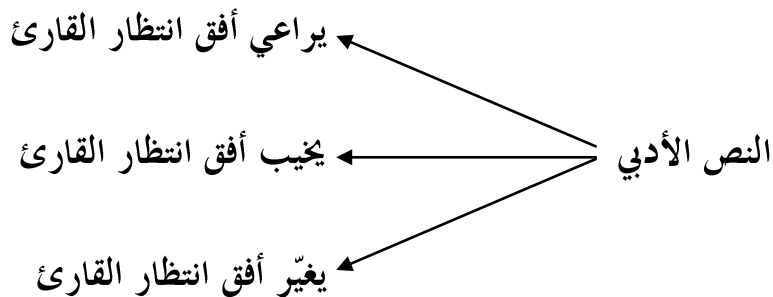 يراعي أفق انتظار القارئ
النص الأدبي
يخيب أفق انتظار القارئ
يغيّر أفق انتظار القارئ